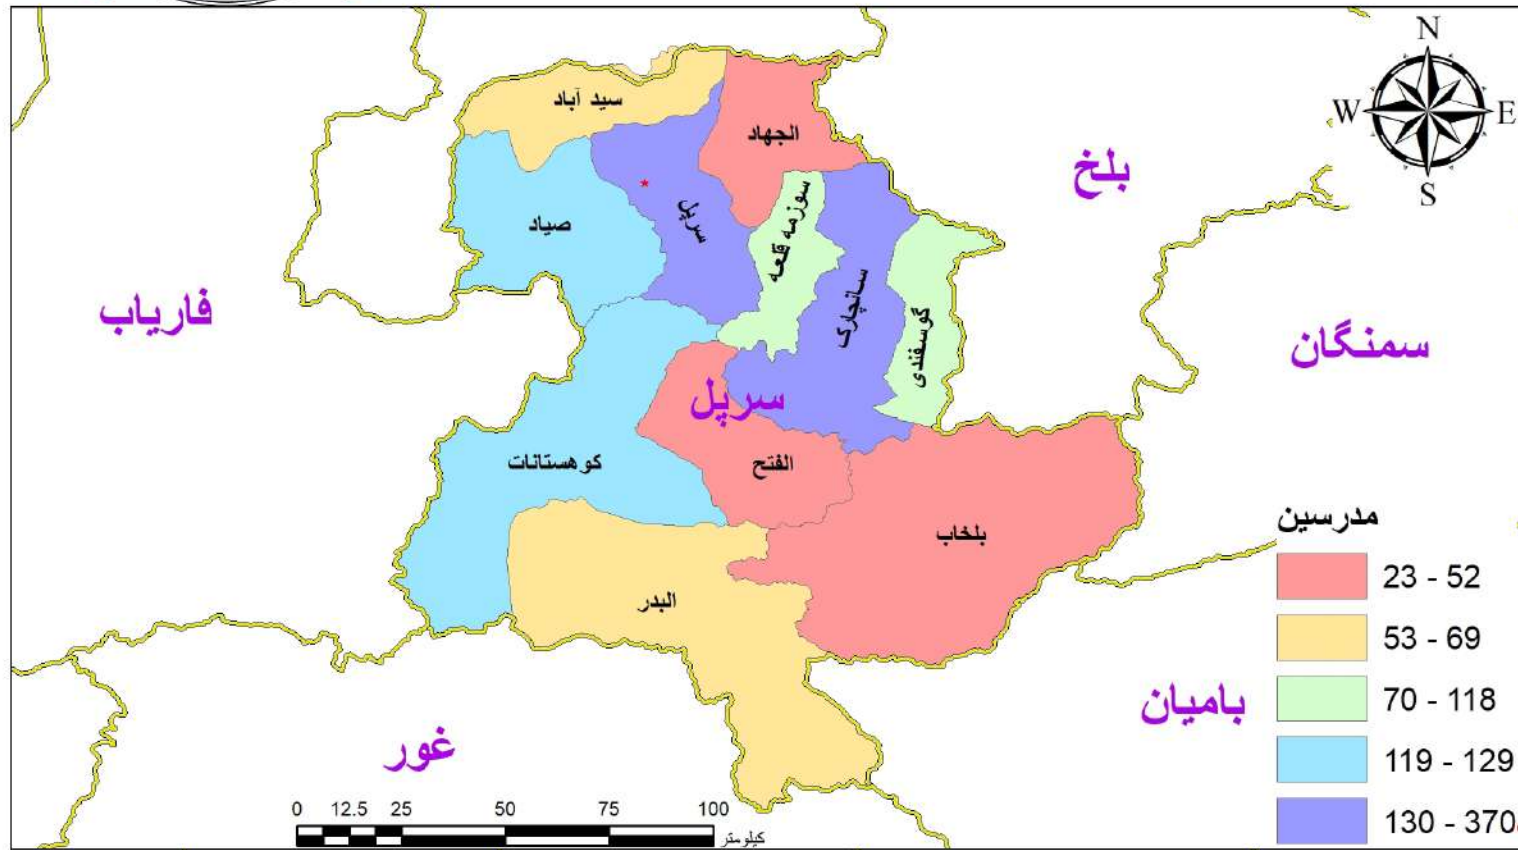 N
W
E
S
سید آباد
الجهاد
بلخ
سوزمه قلعه
سرپل
صیاد
سانچارک
گوسفندی
فاریاب
سمنگان
سرپل
کوهستانات
الفتح
بلخاب
البدر
بامیان
غور
مدرسین
23 - 52
53 - 69
70 - 118
119 - 129
130 - 370
0 12.5 25 50 75 100
کیلومتر